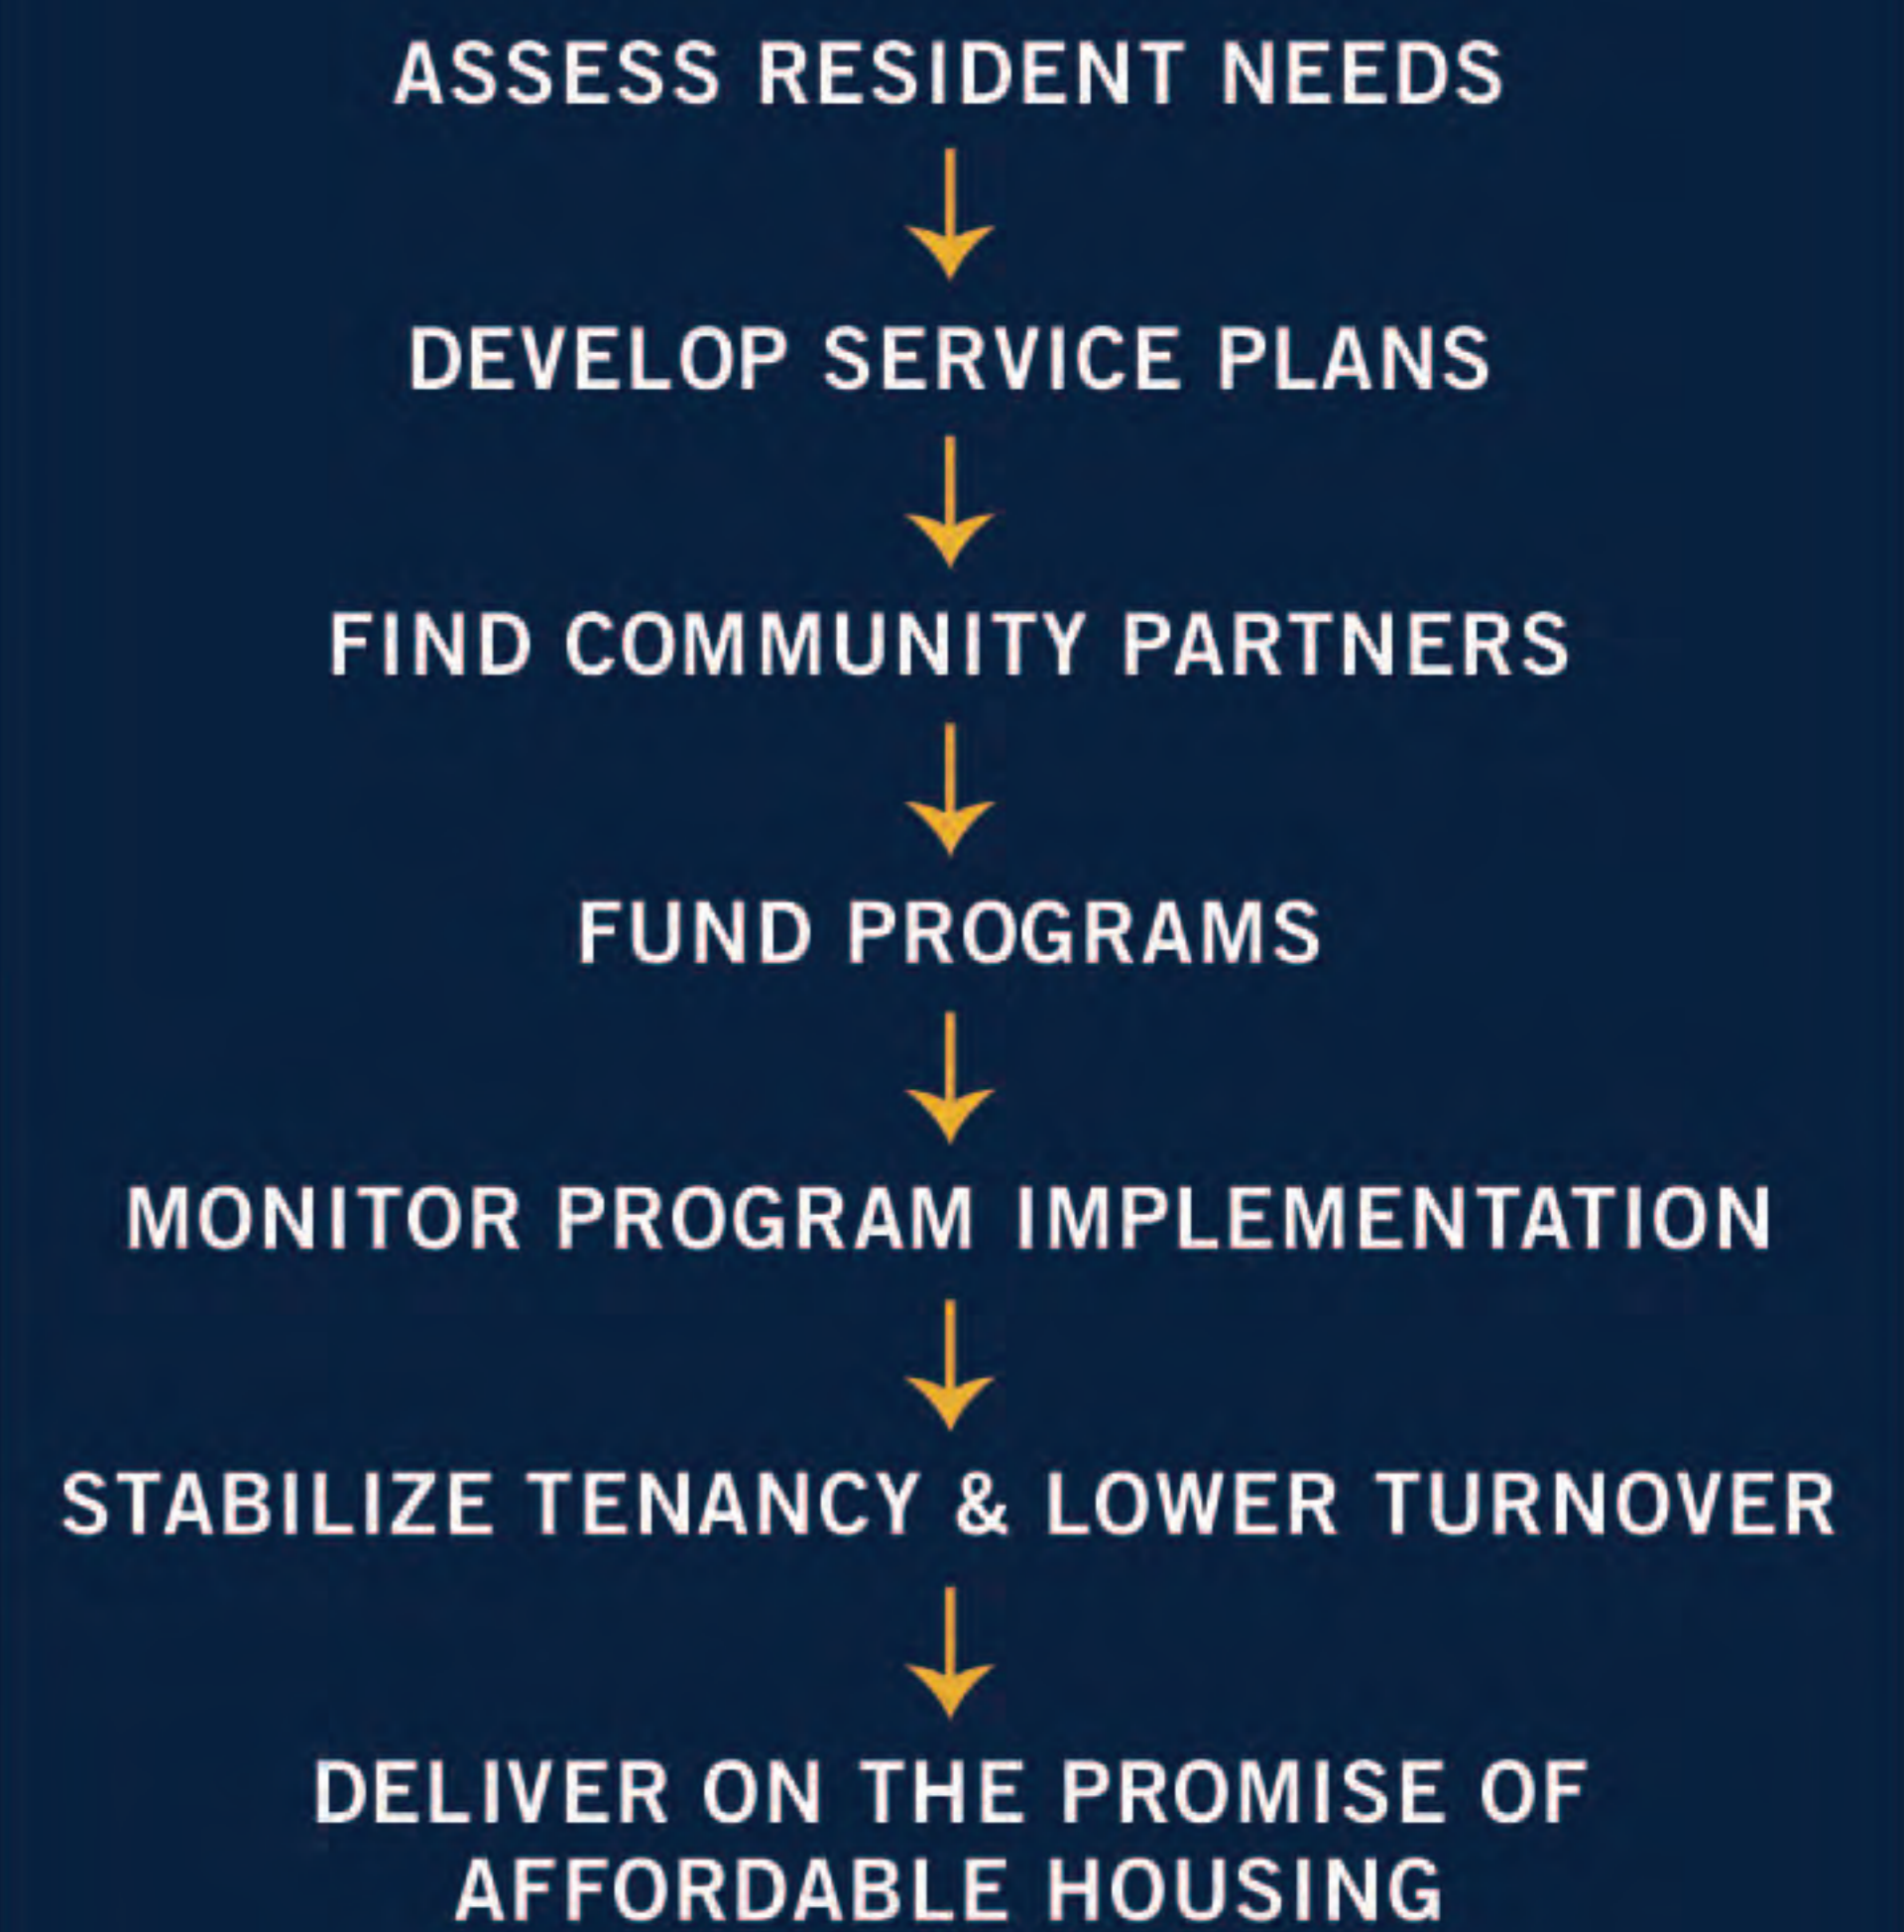 ASSESS RESIDENT NEEDS
DEVELOP SERVICE PLANS
FIND COMMUNITY PARTNERS
FUND PROGRAMS
MONITOR PROGRAM IMPLEMENTATION
STABILIZE TENANCY & LOWER TURNOVER
DELIVER ON THE PROMISE OF
AFFORDABLE HOUSING